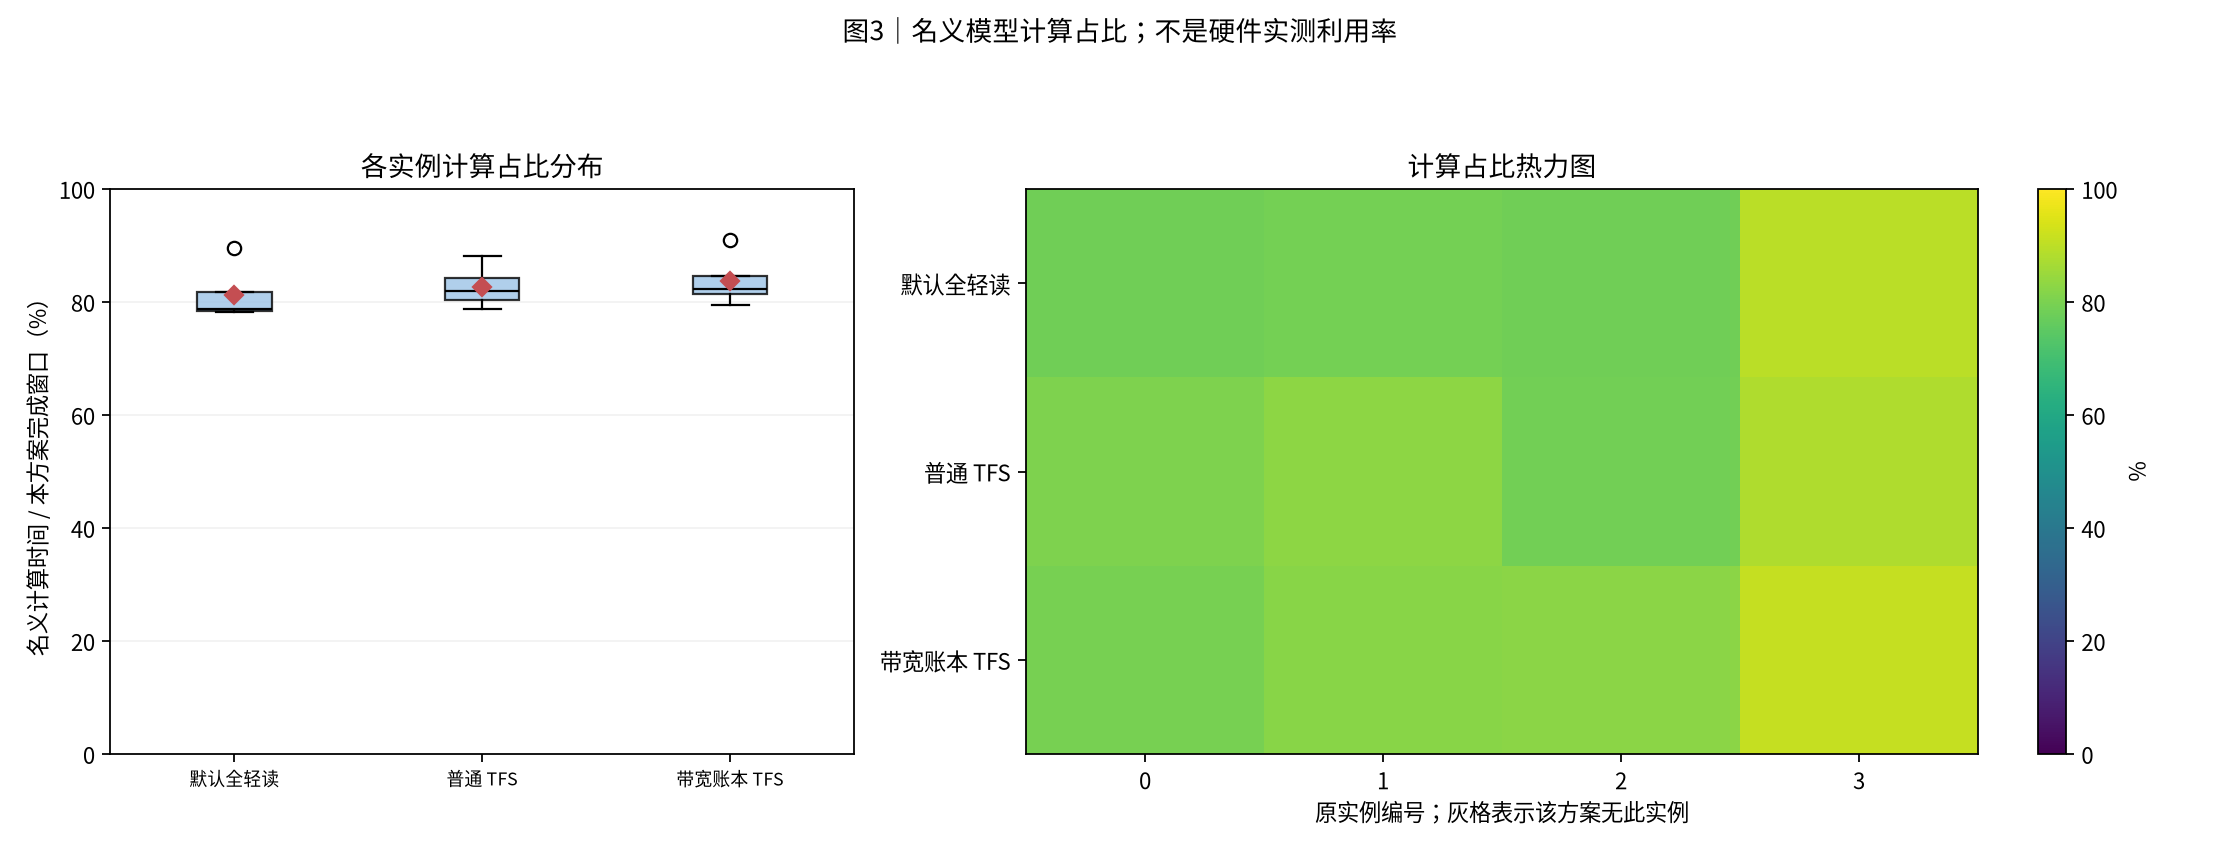 图3｜名义模型计算占比；不是硬件实测利用率
各实例计算占比分布
名义计算时间 / 本方案完成窗口（%）
100
80
60
40
20
0
默认全轻读
普通 TFS
带宽账本 TFS
计算占比热力图
默认全轻读
普通 TFS
带宽账本 TFS
0
1
2
3
原实例编号；灰格表示该方案无此实例
100
80
60
40
20
0
%